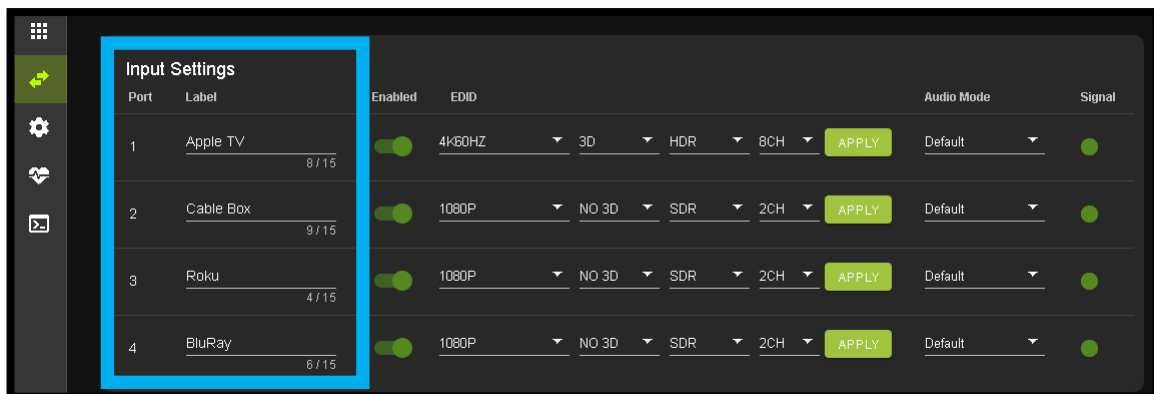 Input Settings
Port Label Enabled EDID Audio Mode Signal
1 Apple TV 4K60HZ 3D HDR 8CH APPLY Default
8 / 15
2 Cable Box 1080P NO 3D SDR 2CH APPLY Default
9 / 15
3 Roku 1080P NO 3D SDR 2CH APPLY Default
4 / 15
4 BluRay 1080P NO 3D SDR 2CH APPLY Default
6 / 15